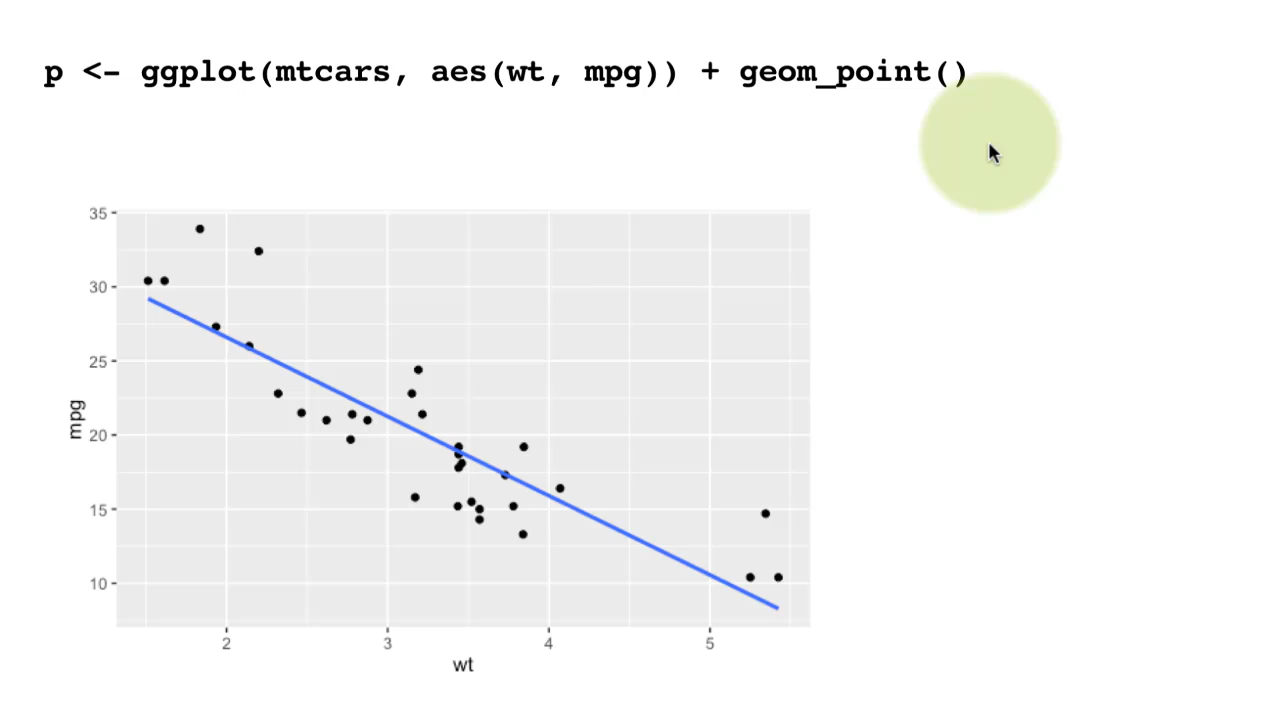 p <- ggplot(mtcars, aes(wt, mpg)) + geom_point()
35
30
25
20
15
10
mpg
2 3 4 5
wt